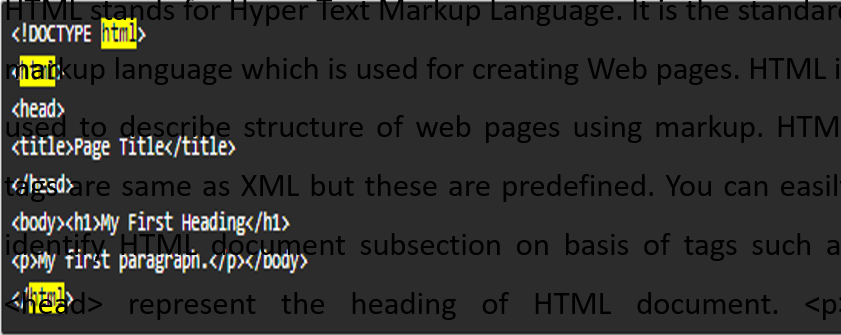 HTML stands for Hyper Text Markup Language. It is the standard
<!DOCTYPE html>
markup language which is used for creating Web pages. HTML i
<html>
<head>
used to describe structure of web pages using markup. HTM
<title>Page Title</title>
tags are same as XML but these are predefined. You can easil
</head>
<body><h1>My First Heading</h1>
identify HTML document subsection on basis of tags such a
<p>My first paragraph.</p></body>
<head> represent the heading of HTML document. <p>
</html>